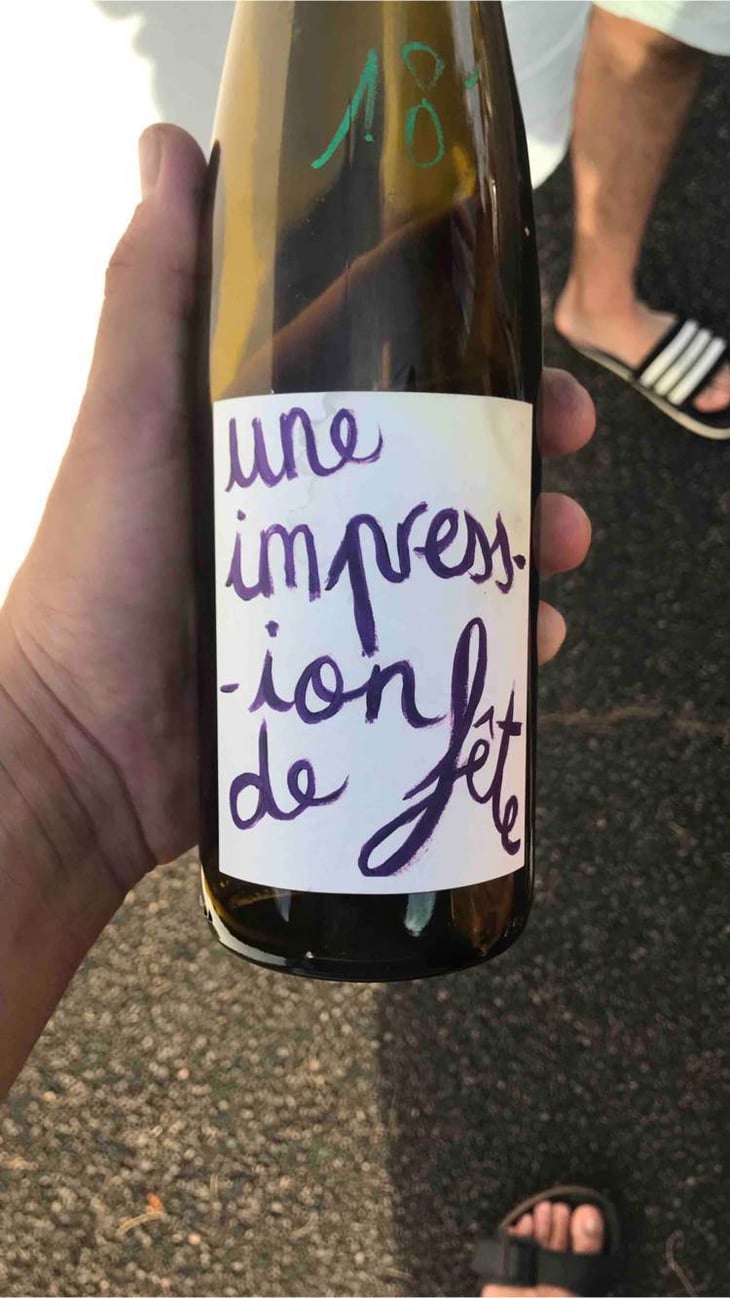 18'
une
impress-
-ion
de fête